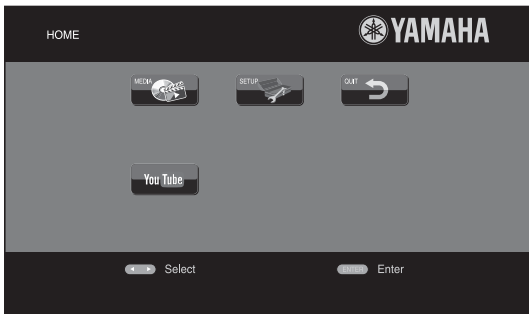 HOME
YAMAHA
MEDIA
SETUP
QUIT
You Tube
Select
ENTER Enter